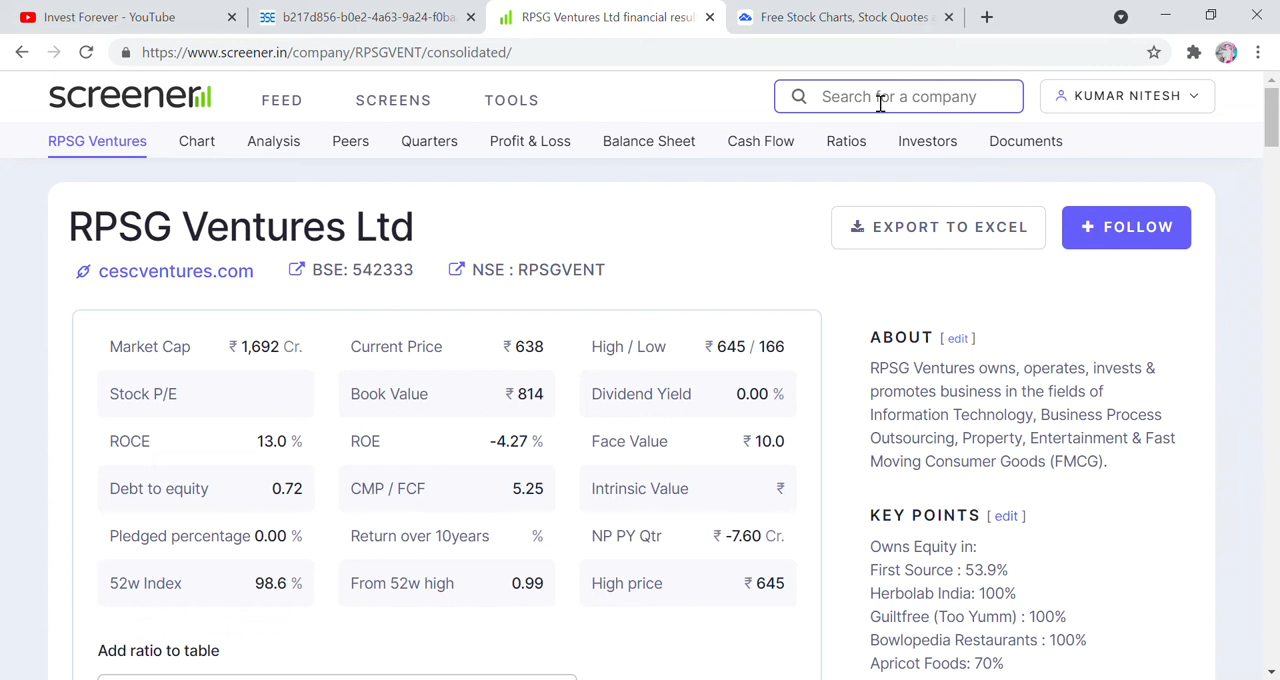 Invest Forever - YouTube
b217d856-b0e2-4a63-9a24-f0ba
RPSG Ventures Ltd financial resul
Free Stock Charts, Stock Quotes a
https://www.screener.in/company/RPSGVENT/consolidated/
screener
FEED
SCREENS
TOOLS
Search for a company
KUMAR NITESH
RPSG Ventures
Chart
Analysis
Peers
Quarters
Profit & Loss
Balance Sheet
Cash Flow
Ratios
Investors
Documents
RPSG Ventures Ltd
EXPORT TO EXCEL
+ FOLLOW
cescventures.com
BSE: 542333
NSE : RPSGVENT
Market Cap ₹ 1,692 Cr.
Current Price ₹ 638
High / Low ₹ 645 / 166
Stock P/E
Book Value ₹ 814
Dividend Yield 0.00 %
ROCE 13.0 %
ROE -4.27 %
Face Value ₹ 10.0
Debt to equity 0.72
CMP / FCF 5.25
Intrinsic Value ₹
Pledged percentage 0.00 %
Return over 10years %
NP PY Qtr ₹ -7.60 Cr.
52w Index 98.6 %
From 52w high 0.99
High price ₹ 645
Add ratio to table
ABOUT [ edit ]
RPSG Ventures owns, operates, invests &
promotes business in the fields of
Information Technology, Business Process
Outsourcing, Property, Entertainment & Fast
Moving Consumer Goods (FMCG).
KEY POINTS [ edit ]
Owns Equity in:
First Source : 53.9%
Herbolab India: 100%
Guiltfree (Too Yumm) : 100%
Bowlopedia Restaurants : 100%
Apricot Foods: 70%